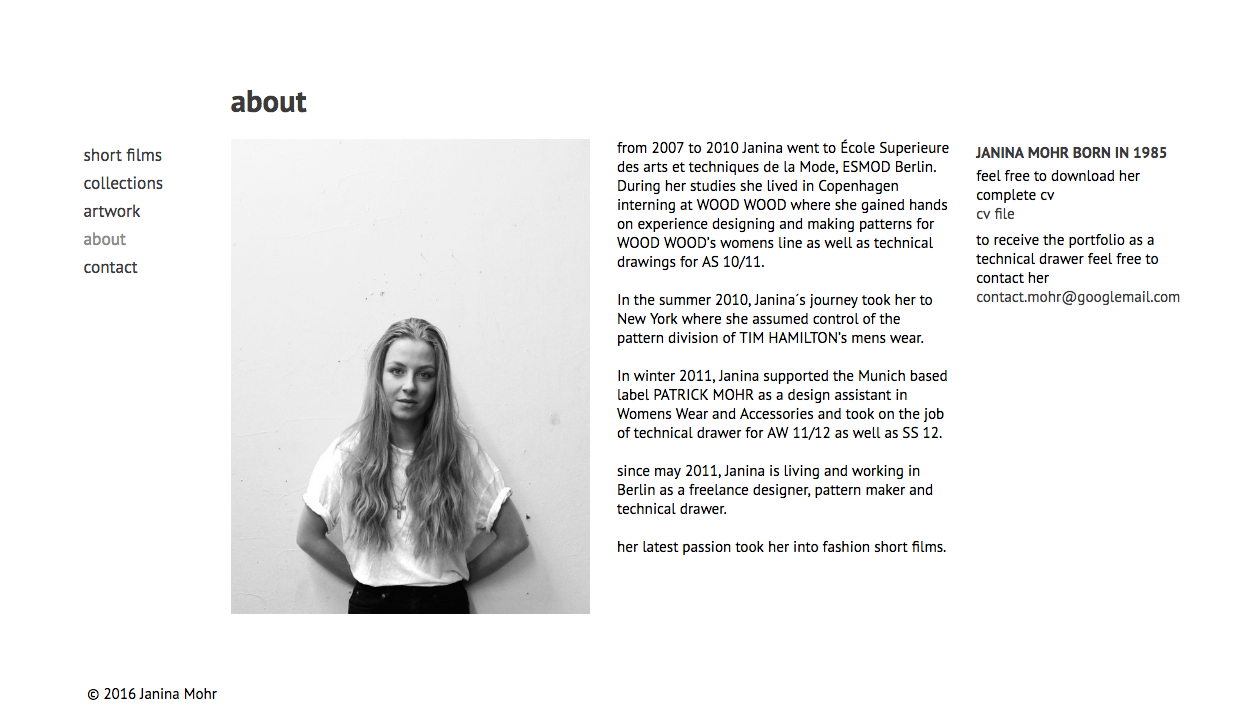 about
short films
collections
artwork
about
contact
from 2007 to 2010 Janina went to École Superieure
des arts et techniques de la Mode, ESMOD Berlin.
During her studies she lived in Copenhagen
interning at WOOD WOOD where she gained hands
on experience designing and making patterns for
WOOD WOOD's womens line as well as technical
drawings for AS 10/11.
In the summer 2010, Janina´s journey took her to
New York where she assumed control of the
pattern division of TIM HAMILTON's mens wear.
In winter 2011, Janina supported the Munich based
label PATRICK MOHR as a design assistant in
Womens Wear and Accessories and took on the job
of technical drawer for AW 11/12 as well as SS 12.
since may 2011, Janina is living and working in
Berlin as a freelance designer, pattern maker and
technical drawer.
her latest passion took her into fashion short films.
JANINA MOHR BORN IN 1985
feel free to download her
complete cv
cv file
to receive the portfolio as a
technical drawer feel free to
contact her
contact.mohr@googlemail.com
© 2016 Janina Mohr